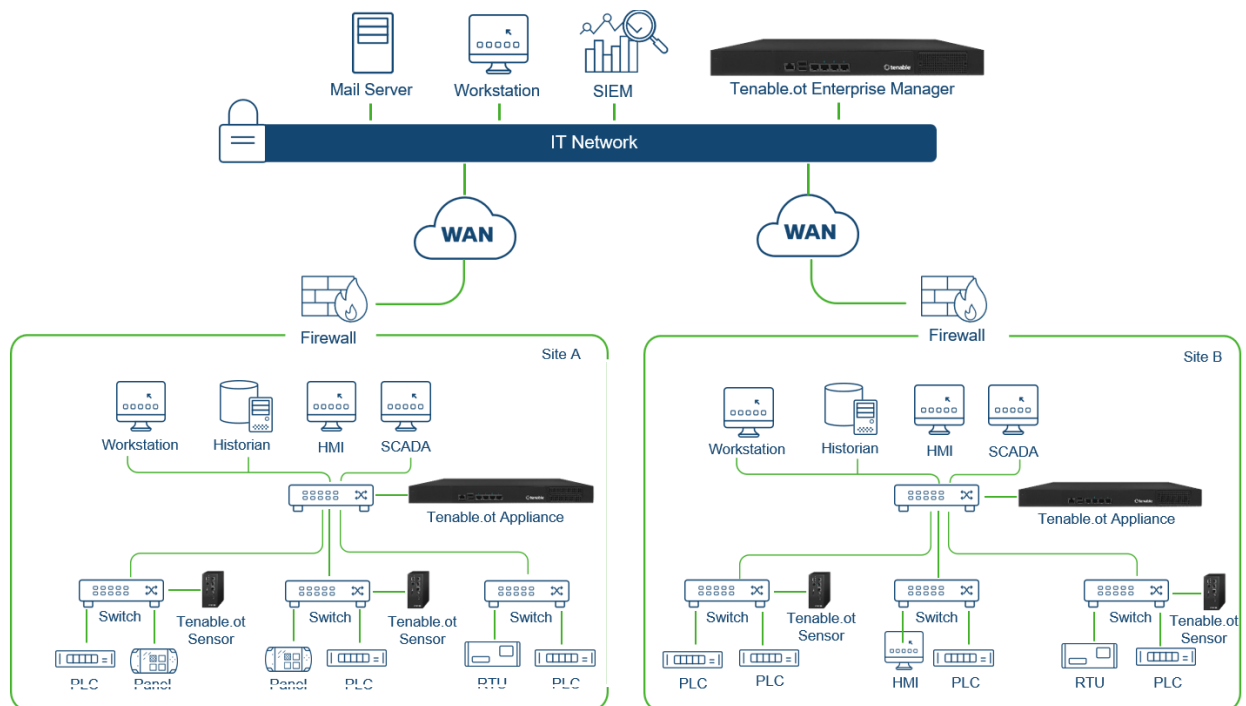 Mail Server
Workstation
SIEM
tenable
Tenable.ot Enterprise Manager
IT Network
WAN
WAN
Firewall
Firewall
Site A
Site B
Workstation
Historian
HMI
SCADA
Workstation
Historian
HMI
SCADA
tenable
Tenable.ot Appliance
Tenable.ot Appliance
Switch
Tenable.ot
Sensor
Switch
Tenable.ot
Sensor
Switch
Switch
Tenable.ot
Sensor
Switch
Switch
Tenable.ot
Sensor
PLC
Panel
Panel
PLC
RTU
PLC
PLC
PLC
HMI
PLC
RTU
PLC